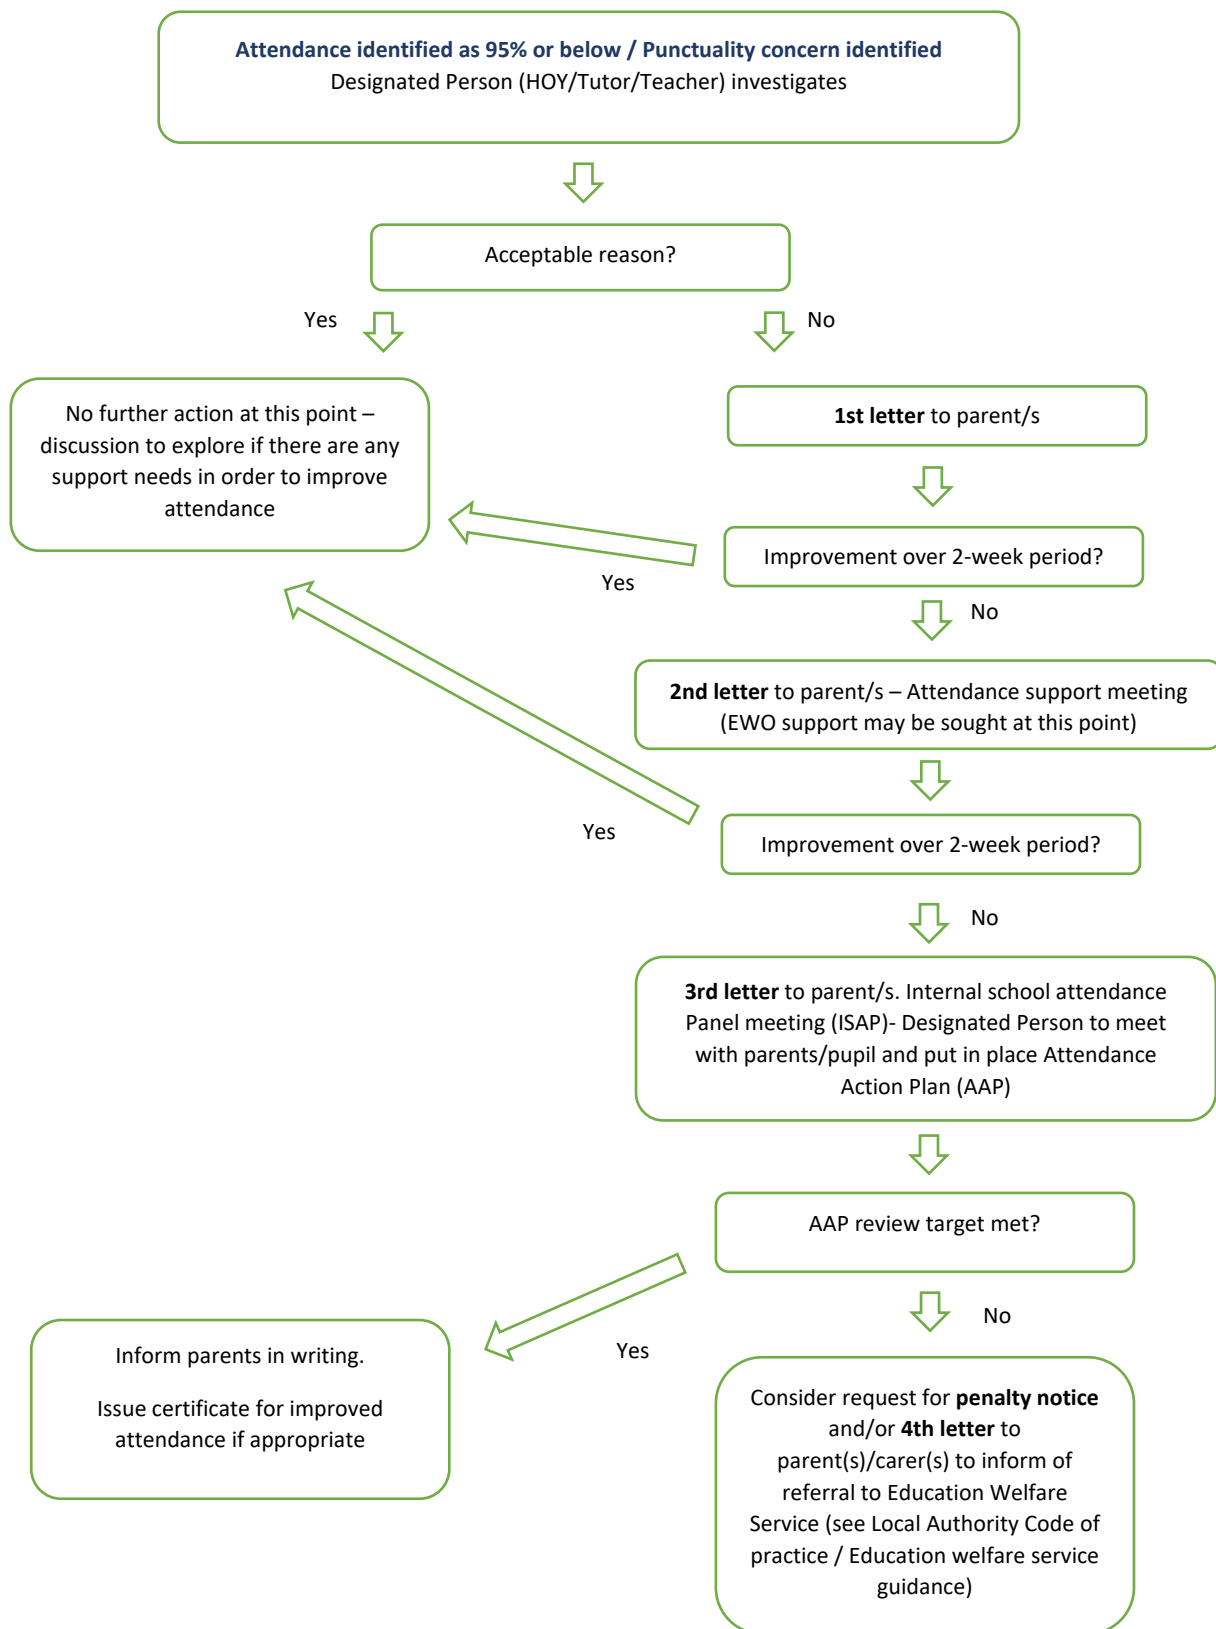 Attendance identified as 95% or below / Punctuality concern identified
Designated Person (HOY/Tutor/Teacher) investigates
Acceptable reason?
Yes
No
No further action at this point –
discussion to explore if there are any
support needs in order to improve
attendance
1st letter to parent/s
Improvement over 2-week period?
Yes
No
2nd letter to parent/s – Attendance support meeting
(EWO support may be sought at this point)
Improvement over 2-week period?
Yes
No
3rd letter to parent/s. Internal school attendance
Panel meeting (ISAP)- Designated Person to meet
with parents/pupil and put in place Attendance
Action Plan (AAP)
AAP review target met?
Yes
No
Inform parents in writing.
Issue certificate for improved
attendance if appropriate
Consider request for penalty notice
and/or 4th letter to
parent(s)/carer(s) to inform of
referral to Education Welfare
Service (see Local Authority Code of
practice / Education welfare service
guidance)